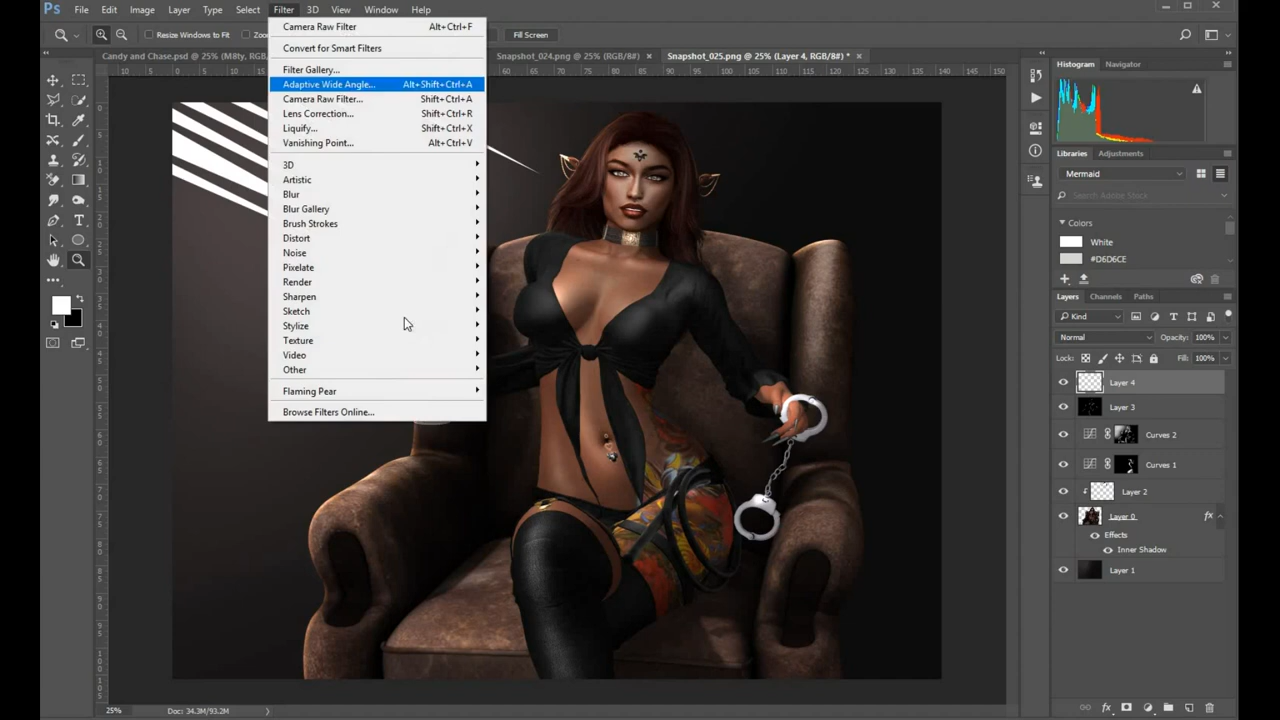 Ps File Edit Image Layer Type Select Filter 3D View Window Help
Resize Windows to Fit Fill Screen
Candy and Chase.psd @ 25% (M8ty, RGB Snapshot_024.png @ 25% (RGB/8#) × Snapshot_025.png @ 25% (Layer 4, RGB/8#) * ×
Camera Raw Filter Alt+Ctrl+F
Convert for Smart Filters
Filter Gallery...
Adaptive Wide Angle... Alt+Shift+Ctrl+A
Camera Raw Filter... Shift+Ctrl+A
Lens Correction... Shift+Ctrl+R
Liquify... Shift+Ctrl+X
Vanishing Point... Alt+Ctrl+V
3D
Artistic
Blur
Blur Gallery
Brush Strokes
Distort
Noise
Pixelate
Render
Sharpen
Sketch
Stylize
Texture
Video
Other
Flaming Pear
Browse Filters Online...
Histogram Navigator
Libraries Adjustments
Mermaid
Search Adobe Stock
Colors
White
#D6D6CE
Layers Channels Paths
Kind
Normal Opacity: 100%
Lock: Fill: 100%
Layer 4
Layer 3
Curves 2
Curves 1
Layer 2
Layer 0 fx
Effects
Inner Shadow
Layer 1
25% Doc: 34.3M/93.2M